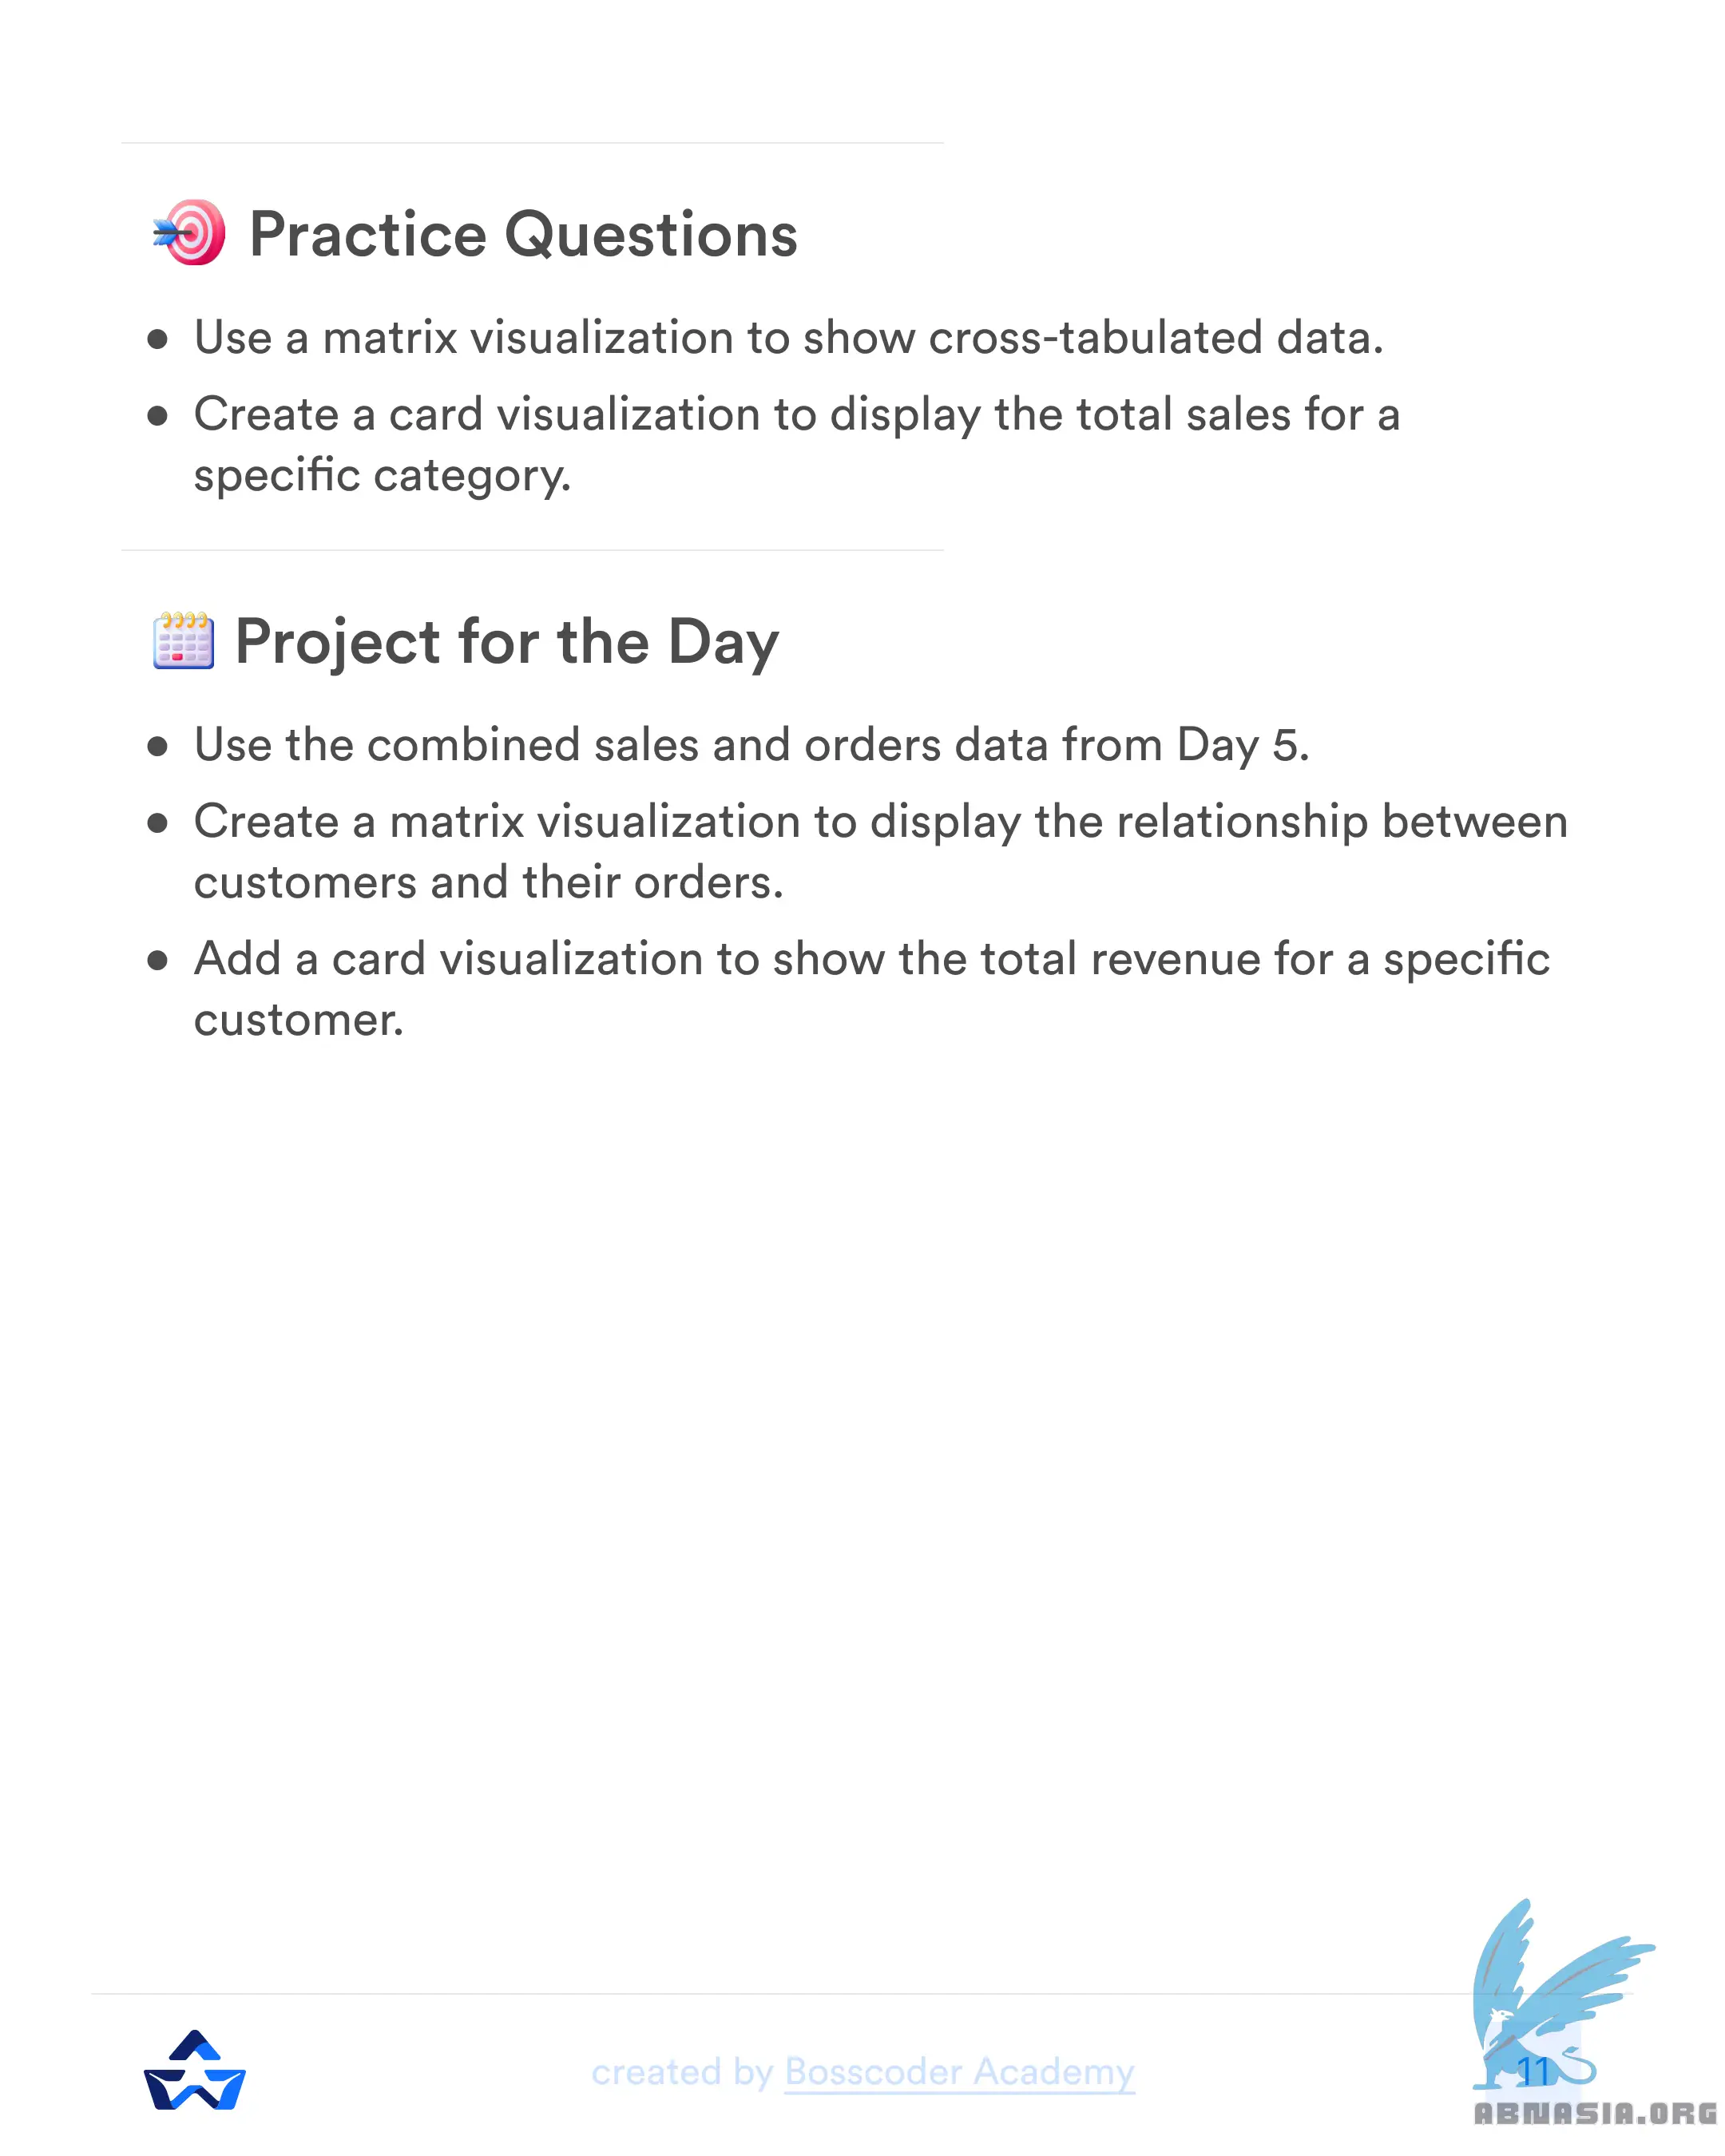 Practice Questions
● Use a matrix visualization to show cross-tabulated data.
● Create a card visualization to display the total sales for a
specific category.
Project for the Day
● Use the combined sales and orders data from Day 5.
● Create a matrix visualization to display the relationship between
customers and their orders.
● Add a card visualization to show the total revenue for a specific
customer.
created by Bosscoder Academy
11
ABNASIA.ORG